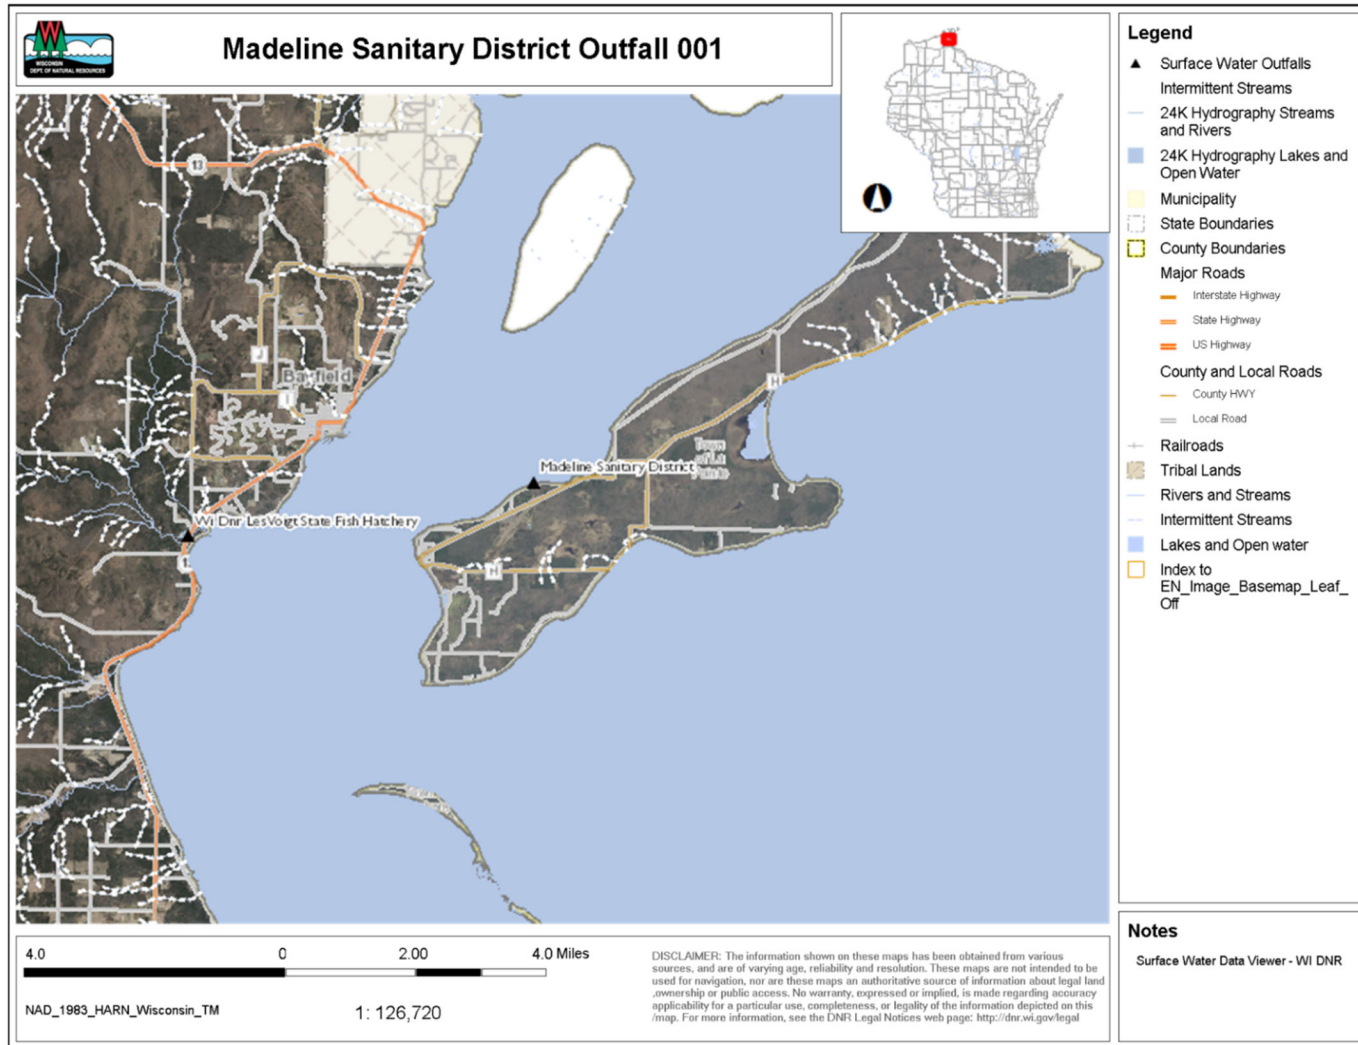 WISCONSIN
DEPT. OF NATURAL RESOURCES
Madeline Sanitary District Outfall 001
13
J
Bayfield
I
H
Madeline Sanitary District
Wi Dnr Les Voigt State Fish Hatchery
H
Legend
Surface Water Outfalls
Intermittent Streams
24K Hydrography Streams
and Rivers
24K Hydrography Lakes and
Open Water
Municipality
State Boundaries
County Boundaries
Major Roads
Interstate Highway
State Highway
US Highway
County and Local Roads
County HWY
Local Road
Railroads
Tribal Lands
Rivers and Streams
Intermittent Streams
Lakes and Open water
Index to
EN_Image_Basemap_Leaf_
Off
4.0 0 2.00 4.0 Miles
NAD_1983_HARN_Wisconsin_TM
1: 126,720
DISCLAIMER: The information shown on these maps has been obtained from various
sources, and are of varying age, reliability and resolution. These maps are not intended to be
used for navigation, nor are these maps an authoritative source of information about legal land
,ownership or public access. No warranty, expressed or implied, is made regarding accuracy
applicability for a particular use, completeness, or legality of the information depicted on this
/map. For more information, see the DNR Legal Notices web page: http://dnr.wi.gov/legal
Notes
Surface Water Data Viewer - WI DNR